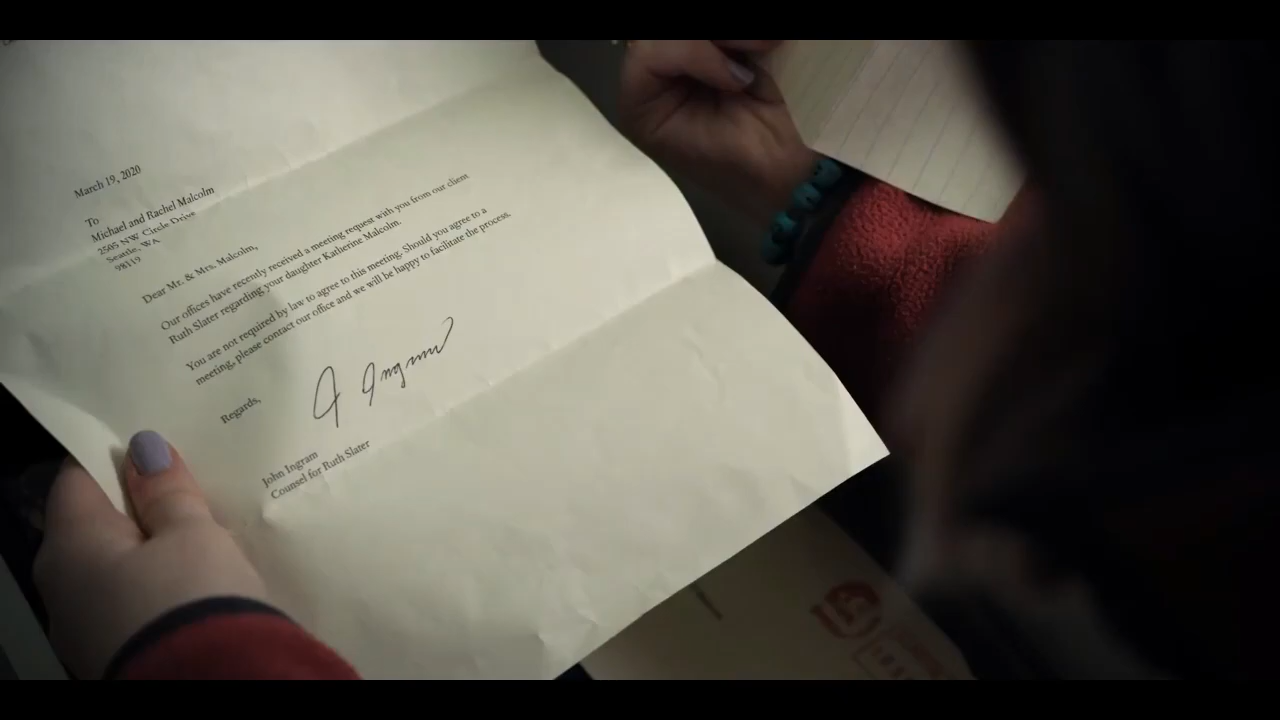 March 19, 2020
To
Michael and Rachel Malcolm
2505 NW Circle Drive
Seattle, WA
98119
Dear Mr. & Mrs. Malcolm,
Our offices have recently received a meeting request with you from our client
Ruth Slater regarding your daughter Katherine Malcolm.
You are not required by law to agree to this meeting. Should you agree to a
meeting, please contact our office and we will be happy to facilitate the process.
Regards,
J Ingram
John Ingram
Counsel for Ruth Slater